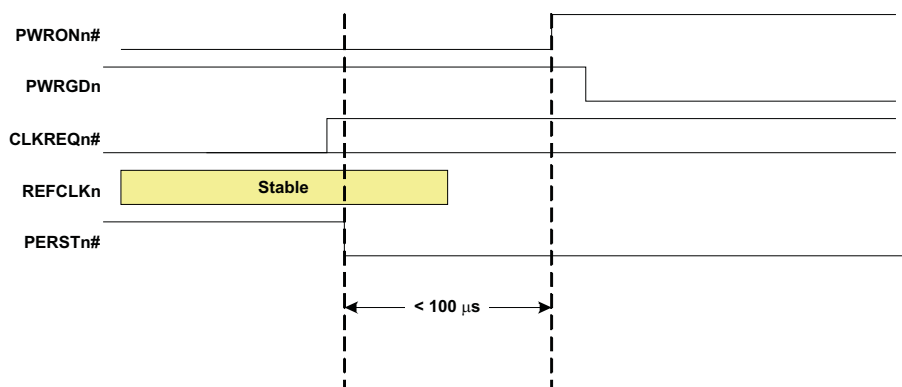 PWRONn#
PWRGDn
CLKREQn#
REFCLKn
Stable
PERSTn#
< 100 μs